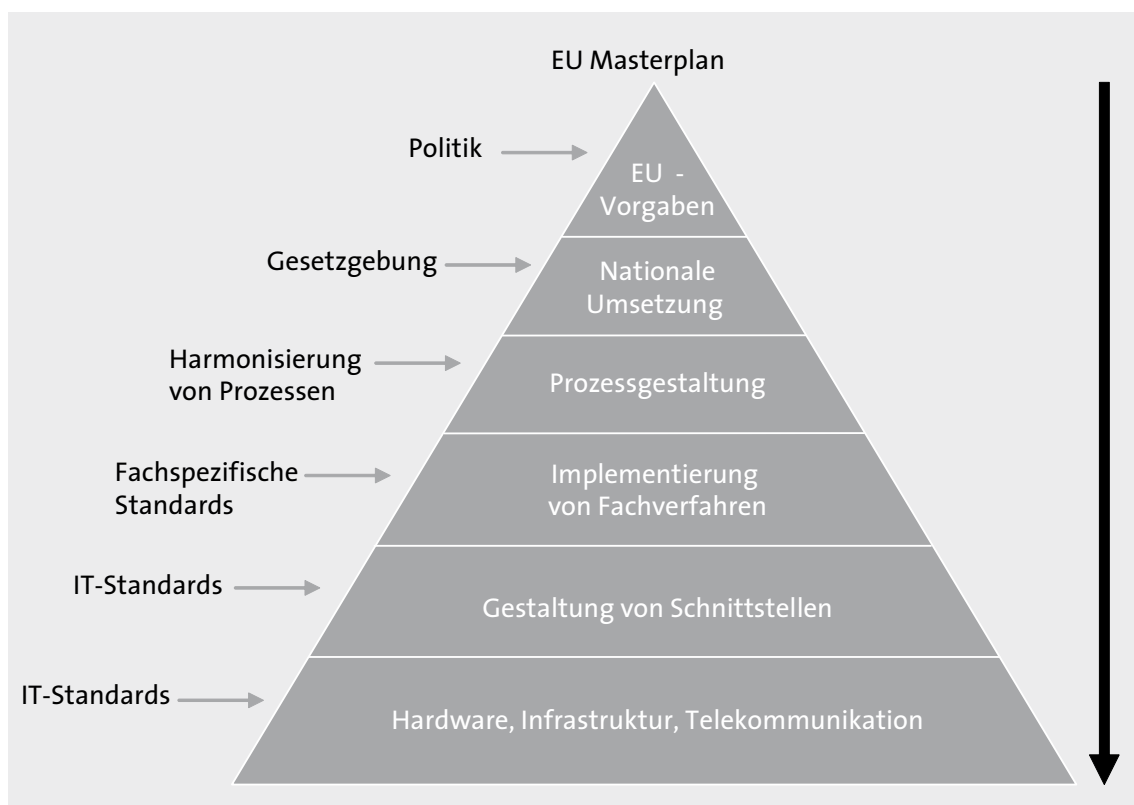 EU Masterplan
Politik
EU -
Vorgaben
Gesetzgebung
Nationale
Umsetzung
Harmonisierung
von Prozessen
Prozessgestaltung
Fachspezifische
Standards
Implementierung
von Fachverfahren
IT-Standards
Gestaltung von Schnittstellen
IT-Standards
Hardware, Infrastruktur, Telekommunikation